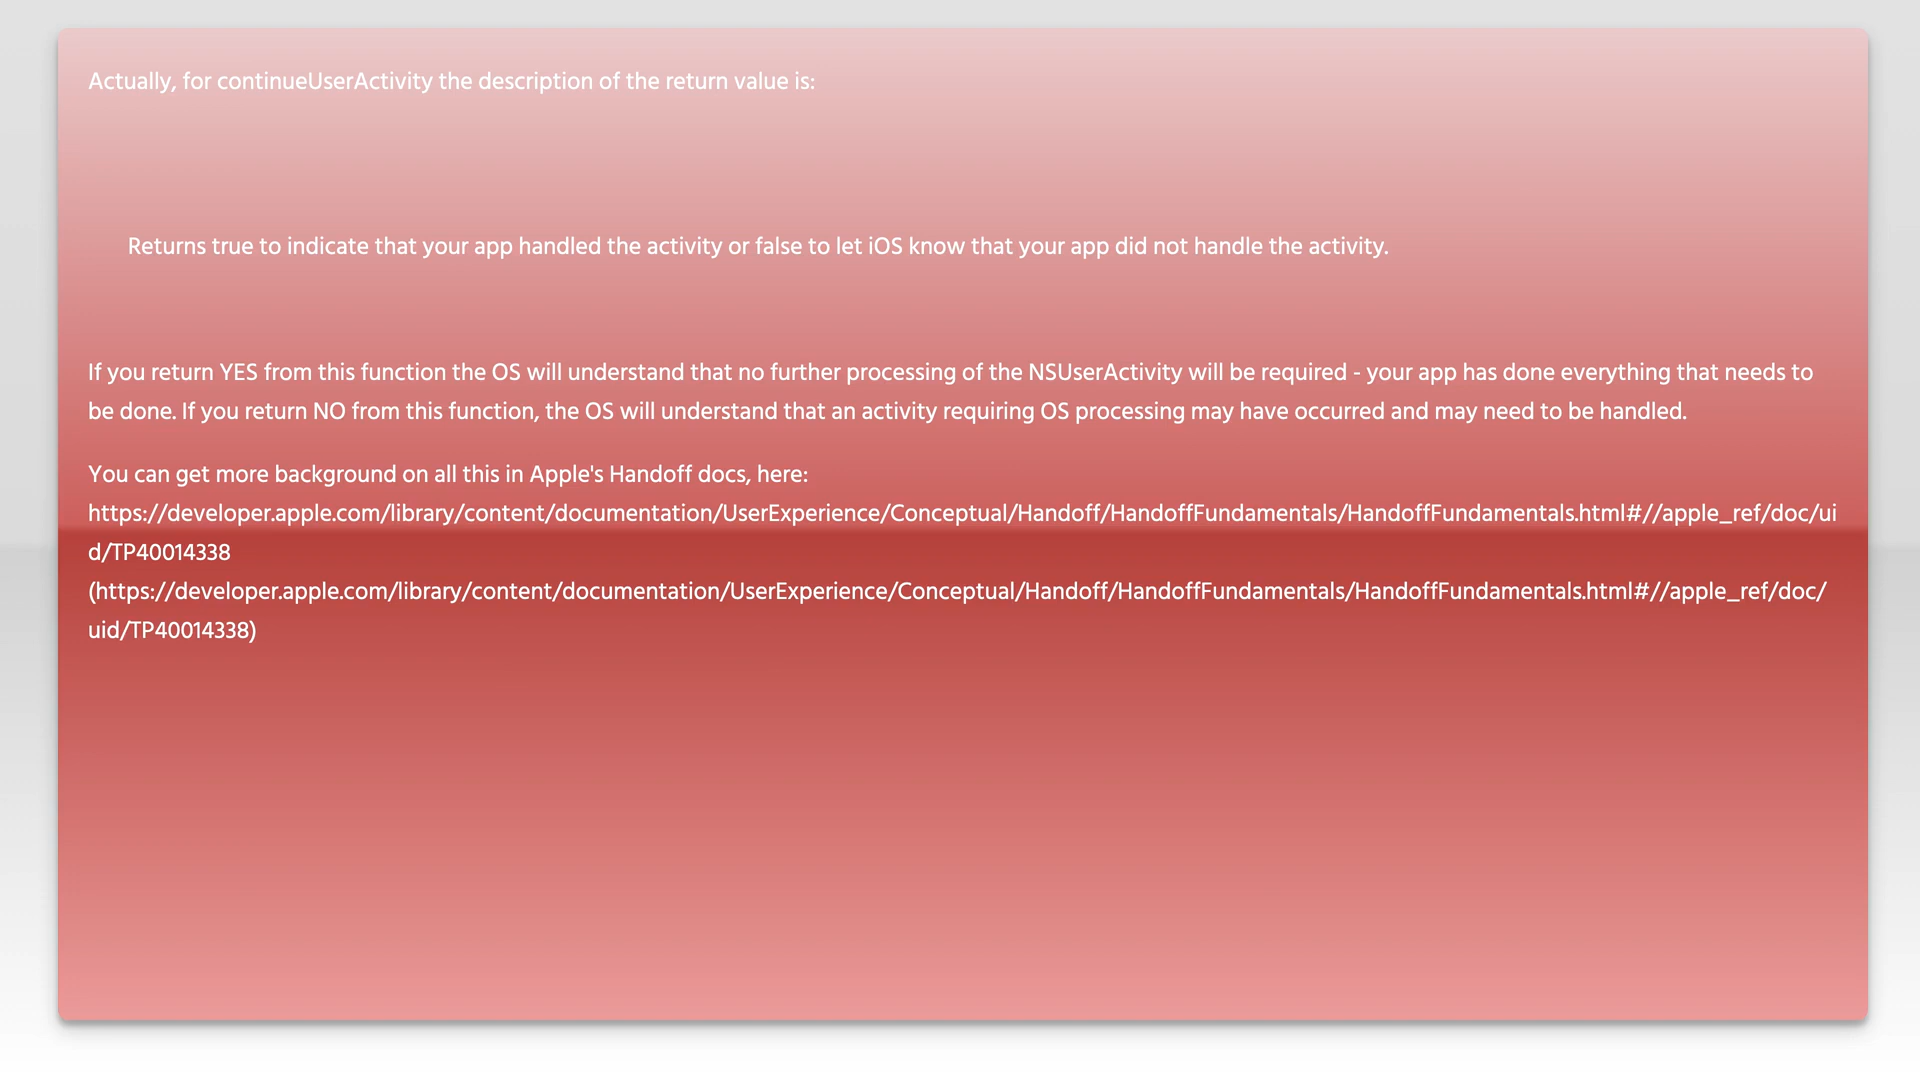 Actually, for continueUserActivity the description of the return value is:
Returns true to indicate that your app handled the activity or false to let iOS know that your app did not handle the activity.
If you return YES from this function the OS will understand that no further processing of the NSUserActivity will be required - your app has done everything that needs to
be done. If you return NO from this function, the OS will understand that an activity requiring OS processing may have occurred and may need to be handled.
You can get more background on all this in Apple's Handoff docs, here:
https://developer.apple.com/library/content/documentation/UserExperience/Conceptual/Handoff/HandoffFundamentals/HandoffFundamentals.html#//apple_ref/doc/ui
d/TP40014338
(https://developer.apple.com/library/content/documentation/UserExperience/Conceptual/Handoff/HandoffFundamentals/HandoffFundamentals.html#//apple_ref/doc/
uid/TP40014338)